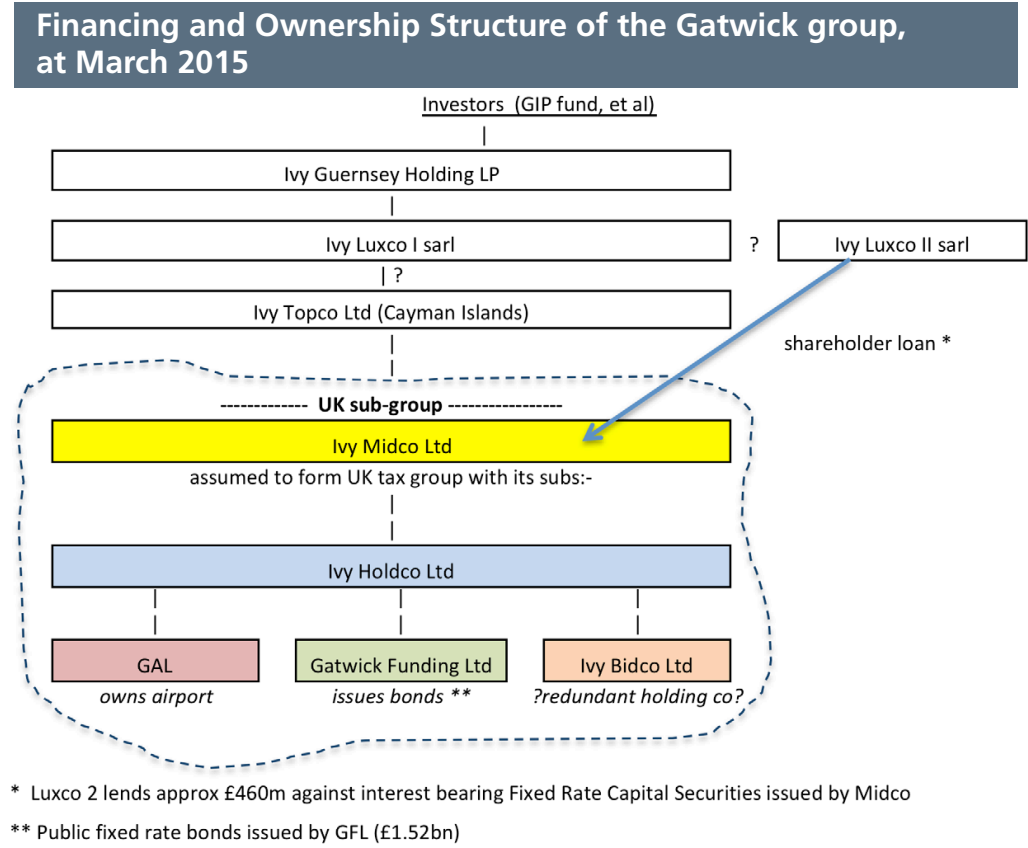 Financing and Ownership Structure of the Gatwick group,
at March 2015
Investors (GIP fund, et al)
Ivy Guernsey Holding LP
Ivy Luxco I sarl
?
Ivy Luxco II sarl
?
Ivy Topco Ltd (Cayman Islands)
shareholder loan *
------------- UK sub-group -----------------
Ivy Midco Ltd
assumed to form UK tax group with its subs:-
Ivy Holdco Ltd
GAL
Gatwick Funding Ltd
Ivy Bidco Ltd
owns airport
issues bonds **
?redundant holding co?
* Luxco 2 lends approx £460m against interest bearing Fixed Rate Capital Securities issued by Midco
** Public fixed rate bonds issued by GFL (£1.52bn)